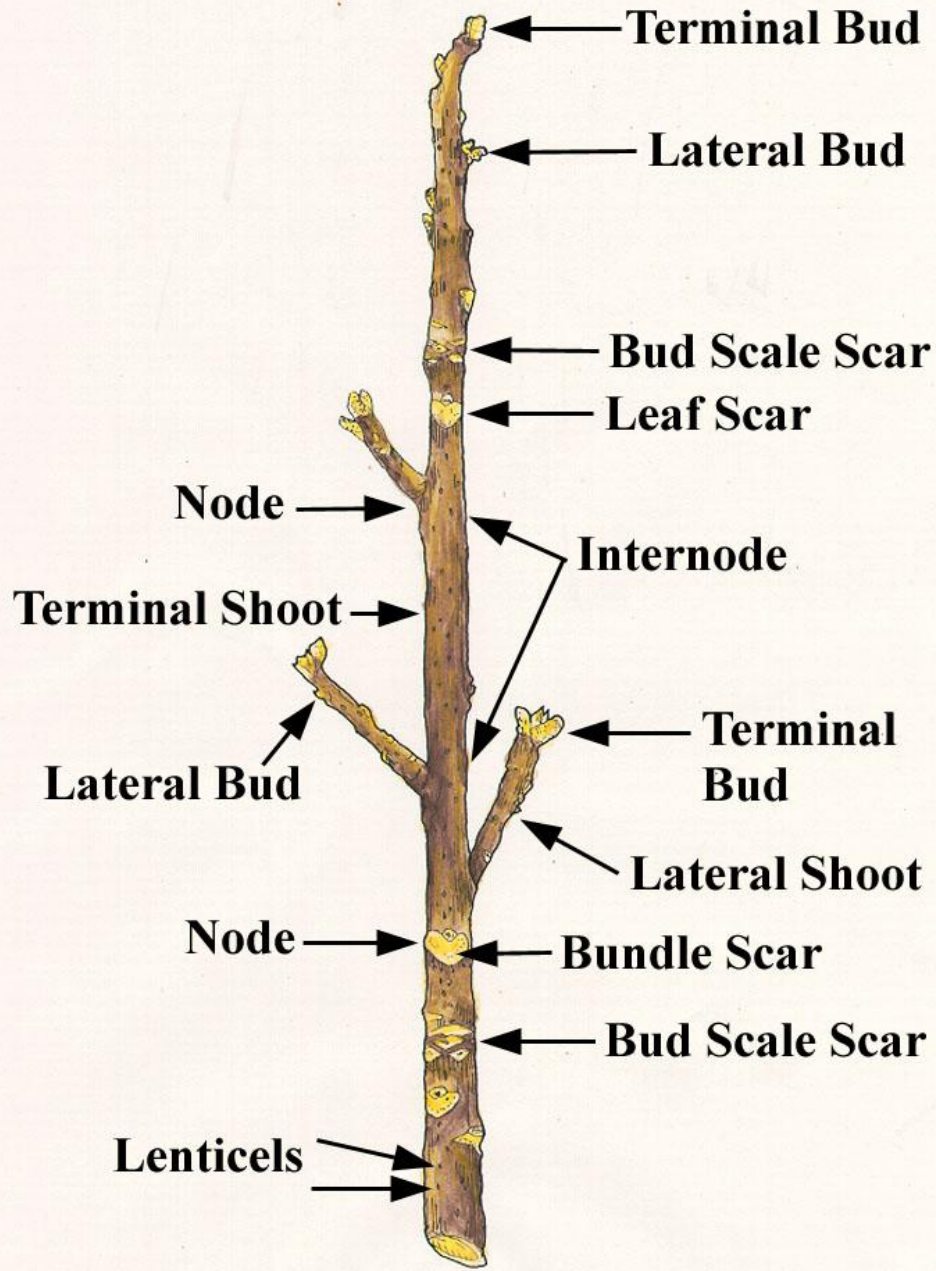 Terminal Bud
Lateral Bud
Bud Scale Scar
Leaf Scar
Node
Internode
Terminal Shoot
Terminal
Bud
Lateral Bud
Lateral Shoot
Node
Bundle Scar
Bud Scale Scar
Lenticels